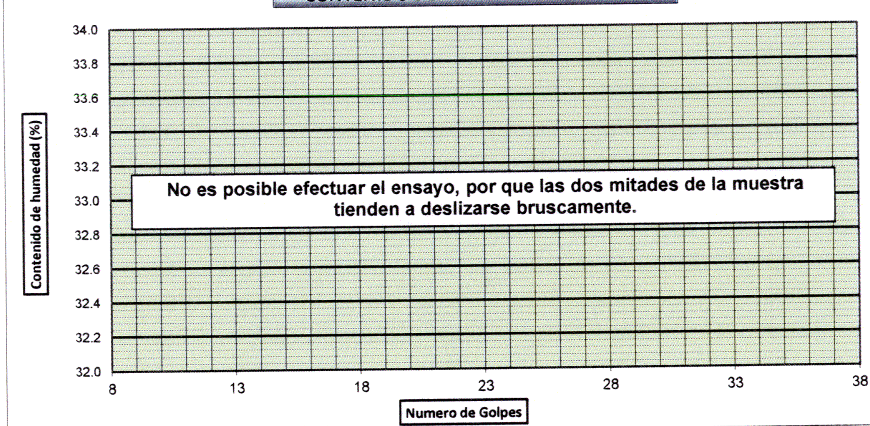 34.0
33.8
33.6
33.4
33.2
33.0
32.8
32.6
32.4
32.2
32.0
Contenido de humedad (%)
No es posible efectuar el ensayo, por que las dos mitades de la muestra
tienden a deslizarse bruscamente.
8 13 18 23 28 33 38
Numero de Golpes